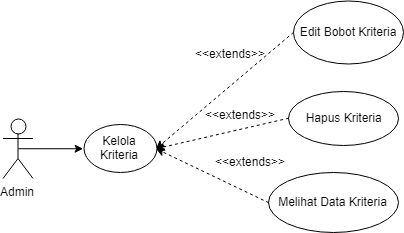 Edit Bobot Kriteria
<<extends>>
<<extends>>
Hapus Kriteria
Kelola
Kriteria
<<extends>>
Admin
Melihat Data Kriteria